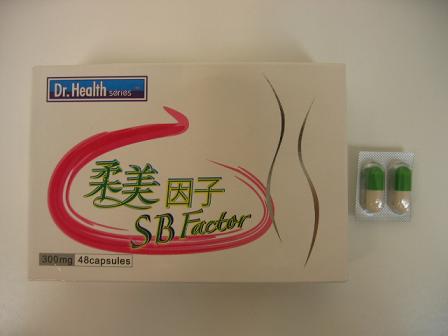 Dr. Health
series
柔美因子
SB Factor
300mg 48capsules